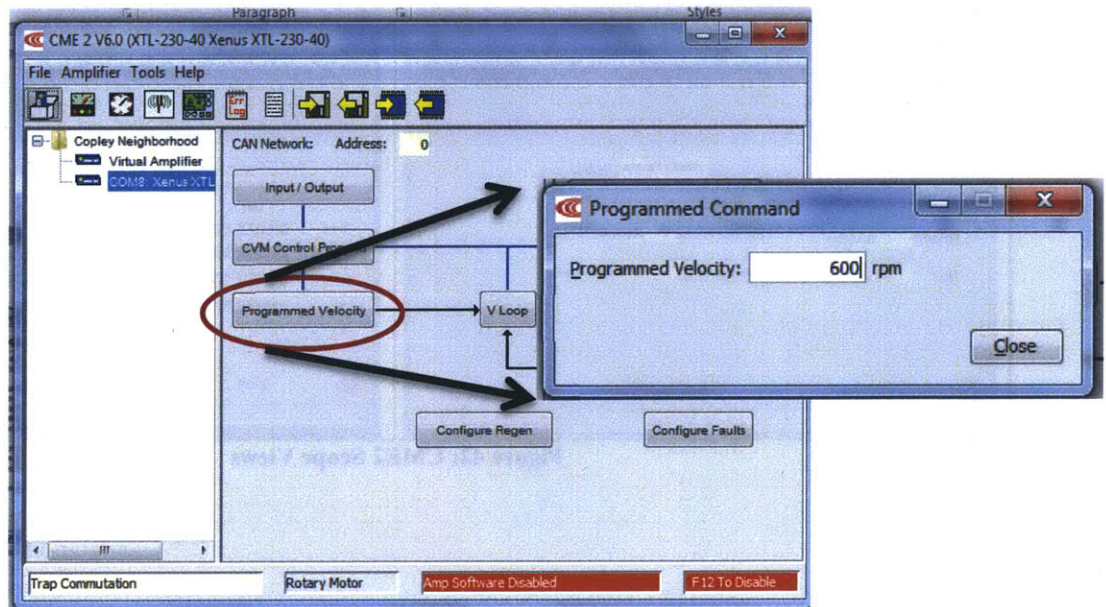 Paragraph
Styles
CME 2 V6.0 (XTL-230-40 Xenus XTL-230-40)
File Amplifier Tools Help
Err
Log
Copley Neighborhood
Virtual Amplifier
COM8: Xenus XTL
CAN Network: Address: 0
Input / Output
CVM Control
Programmed Velocity
V Loop
Configure Regen
Configure Faults
Programmed Command
Programmed Velocity: 600 rpm
Close
Trap Commutation
Rotary Motor
Amp Software Disabled
F12 To Disable